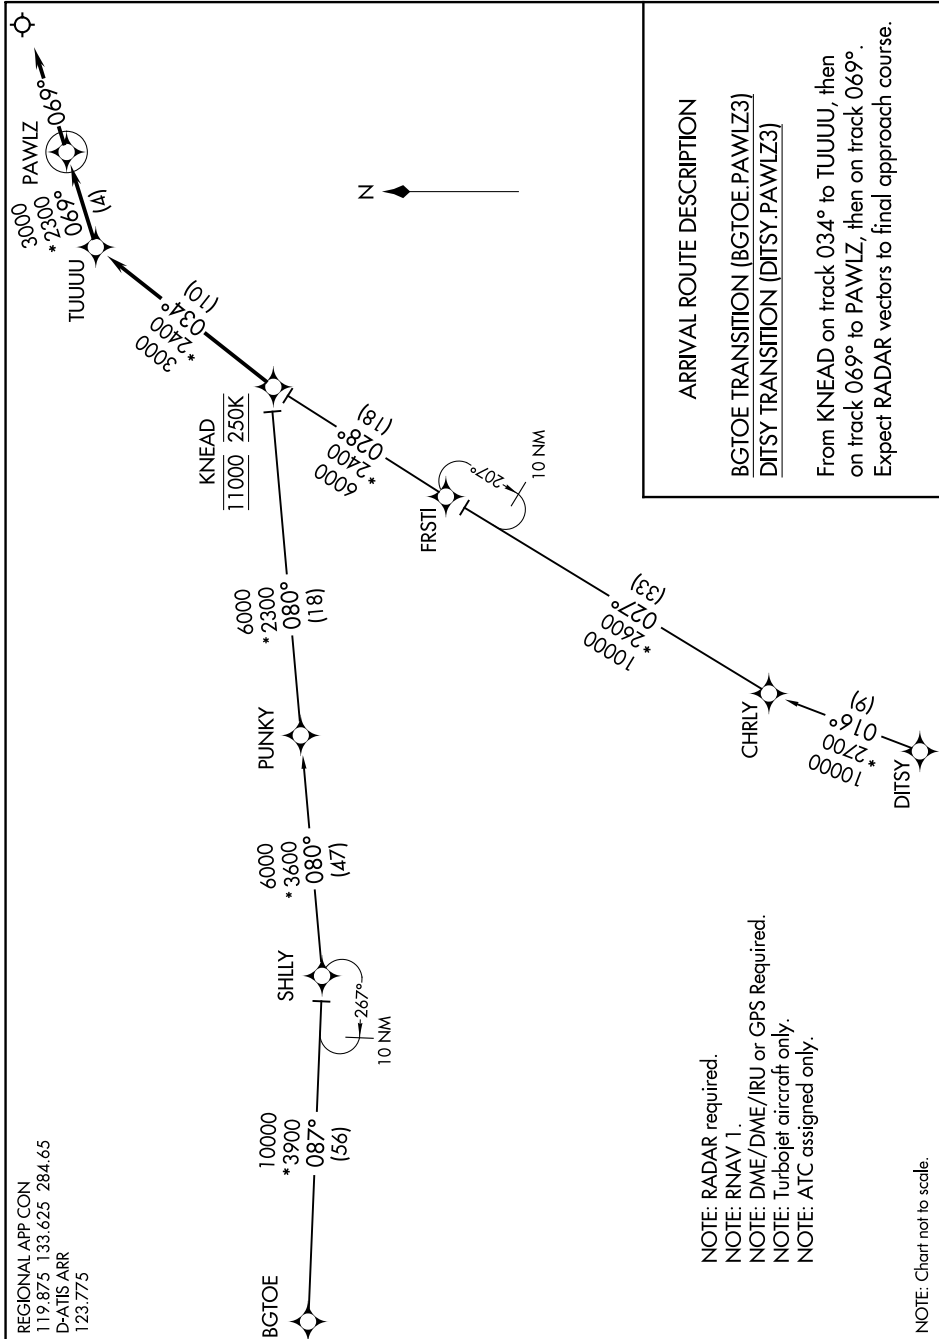 REGIONAL APP CON
119.875 133.625 284.65
D-ATIS ARR
123.775
BGTOE
10000
*3900
087°
(56)
SHLLY
267°
10 NM
6000
*3600
080°
(47)
PUNKY
6000
*2300
080°
(18)
KNEAD
11000 250K
3000
*2400
034°
(10)
TUUUU
3000
*2300
069°
(4)
PAWLZ
069°
N
6000
*2400
028°
(18)
FRSTI
207°
10 NM
10000
*2600
027°
(33)
CHRLY
10000
*2700
016°
(9)
DITSY
NOTE: RADAR required.
NOTE: RNAV 1.
NOTE: DME/DME/IRU or GPS Required.
NOTE: Turbojet aircraft only.
NOTE: ATC assigned only.
NOTE: Chart not to scale.
ARRIVAL ROUTE DESCRIPTION
BGTOE TRANSITION (BGTOE.PAWLZ3)
DITSY TRANSITION (DITSY.PAWLZ3)
From KNEAD on track 034° to TUUUU, then
on track 069° to PAWLZ, then on track 069°.
Expect RADAR vectors to final approach course.